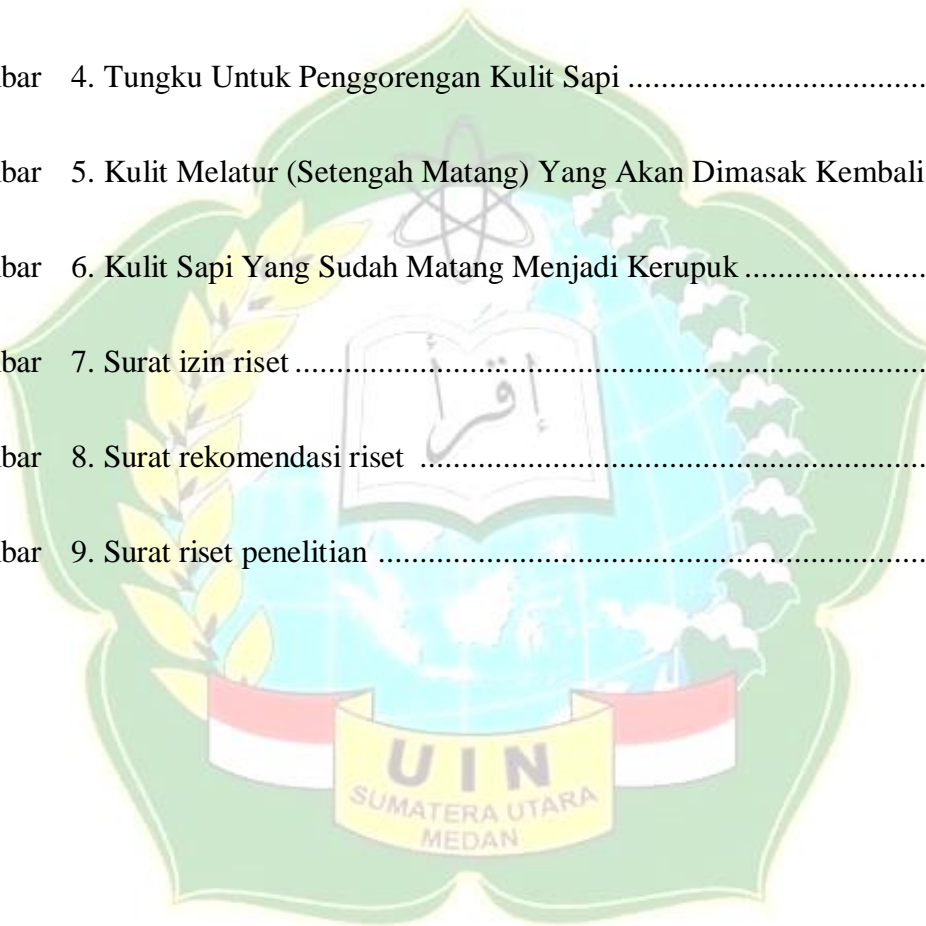 bar 4. Tungku Untuk Penggorengan Kulit Sapi ....................................
bar 5. Kulit Melatur (Setengah Matang) Yang Akan Dimasak Kembali
bar 6. Kulit Sapi Yang Sudah Matang Menjadi Kerupuk ......................
bar 7. Surat izin riset .............................................................................
إقرأ
bar 8. Surat rekomendasi riset ..............................................................
bar 9. Surat riset penelitian ...................................................................
UIN
SUMATERA UTARA
MEDAN